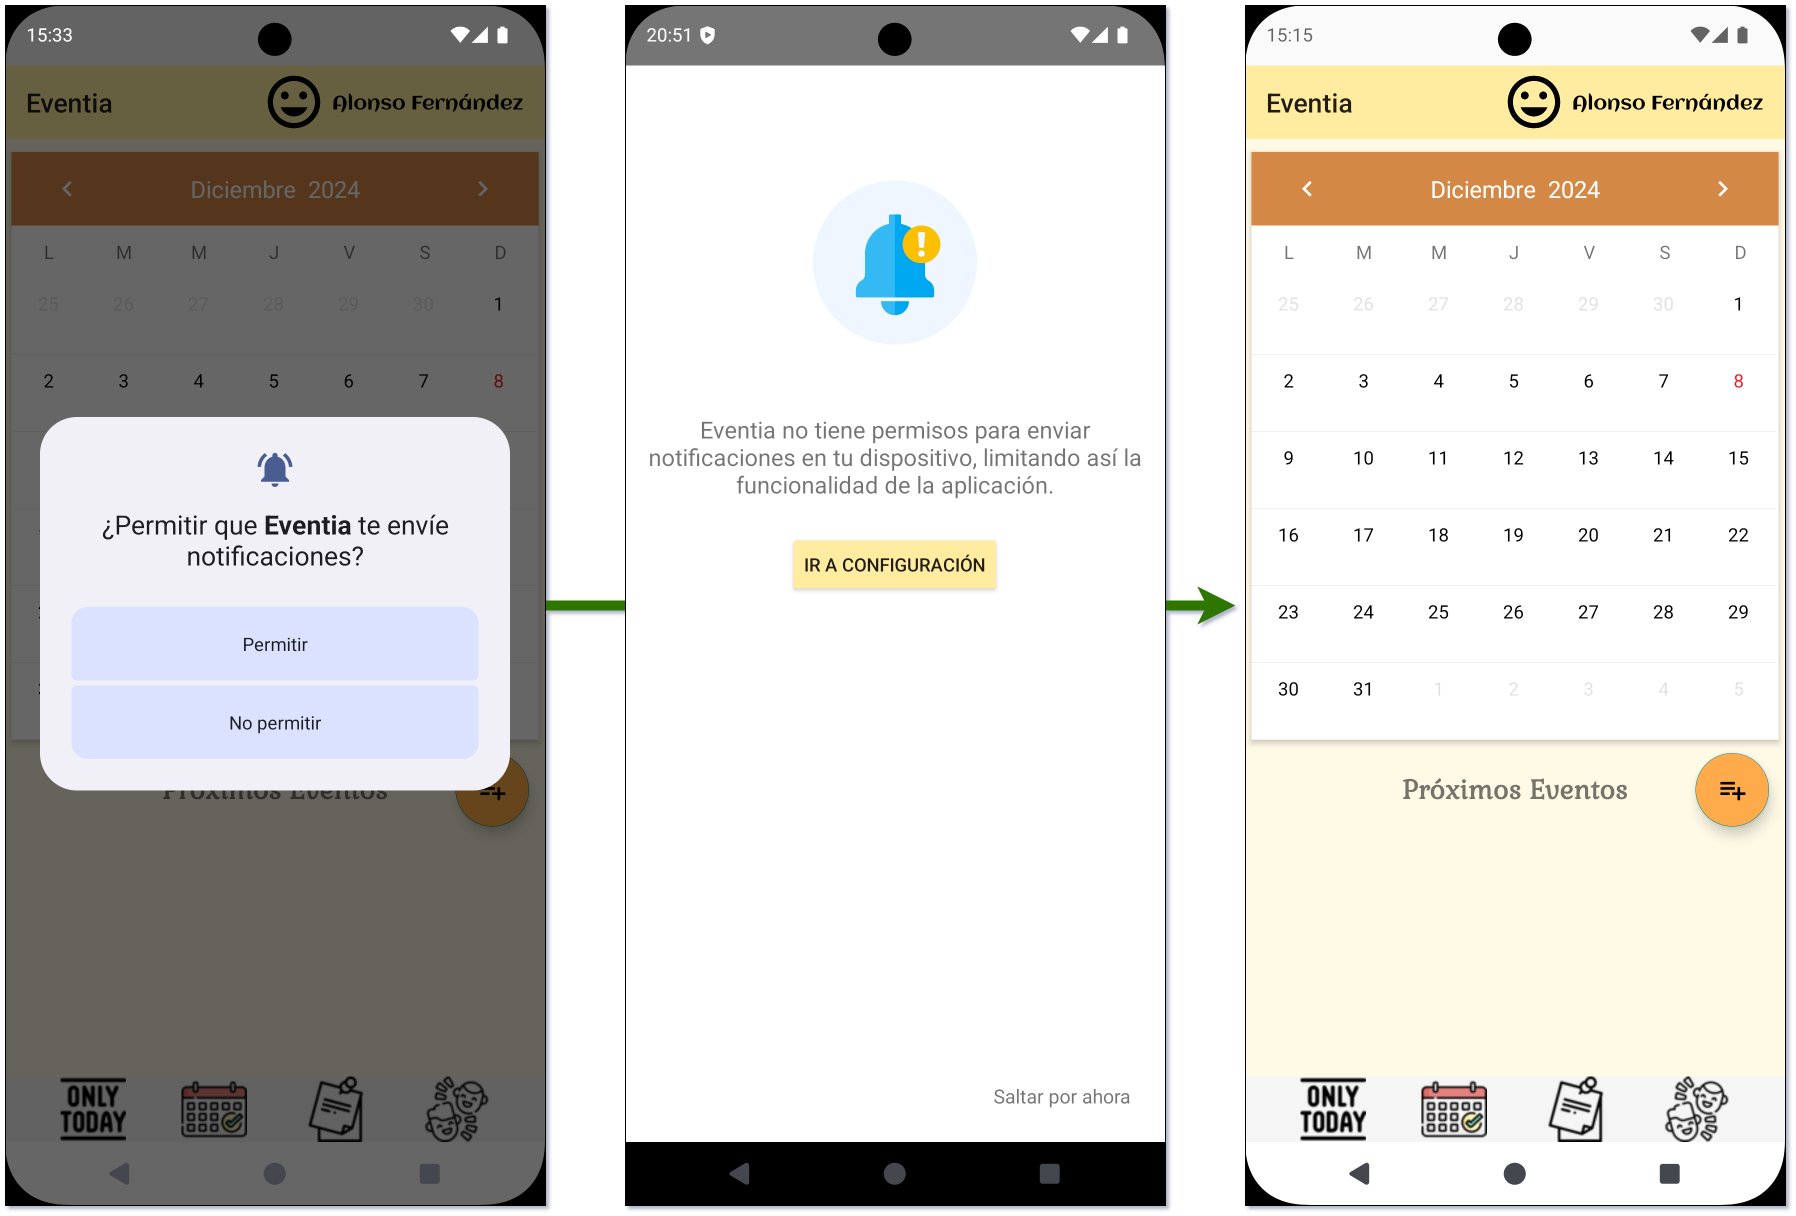 15:33
Eventia
Alonso Fernández
Diciembre 2024
L M M J V S D
25 26 27 28 29 30 1
2 3 4 5 6 7 8
¿Permitir que Eventia te envíe
notificaciones?
Permitir
No permitir
Próximos Eventos
ONLY
TODAY
20:51
Eventia no tiene permisos para enviar
notificaciones en tu dispositivo, limitando así la
funcionalidad de la aplicación.
IR A CONFIGURACIÓN
Saltar por ahora
15:15
Eventia
Alonso Fernández
Diciembre 2024
L M M J V S D
25 26 27 28 29 30 1
2 3 4 5 6 7 8
9 10 11 12 13 14 15
16 17 18 19 20 21 22
23 24 25 26 27 28 29
30 31 1 2 3 4 5
Próximos Eventos
ONLY
TODAY